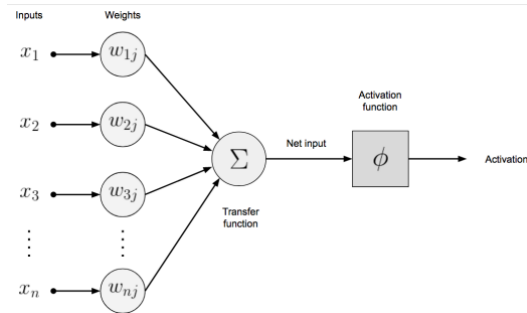 Inputs Weights
x1 w1j
x2 w2j
x3 w3j
xn wnj
Σ
Transfer
function
Net input
Activation
function
ϕ
Activation